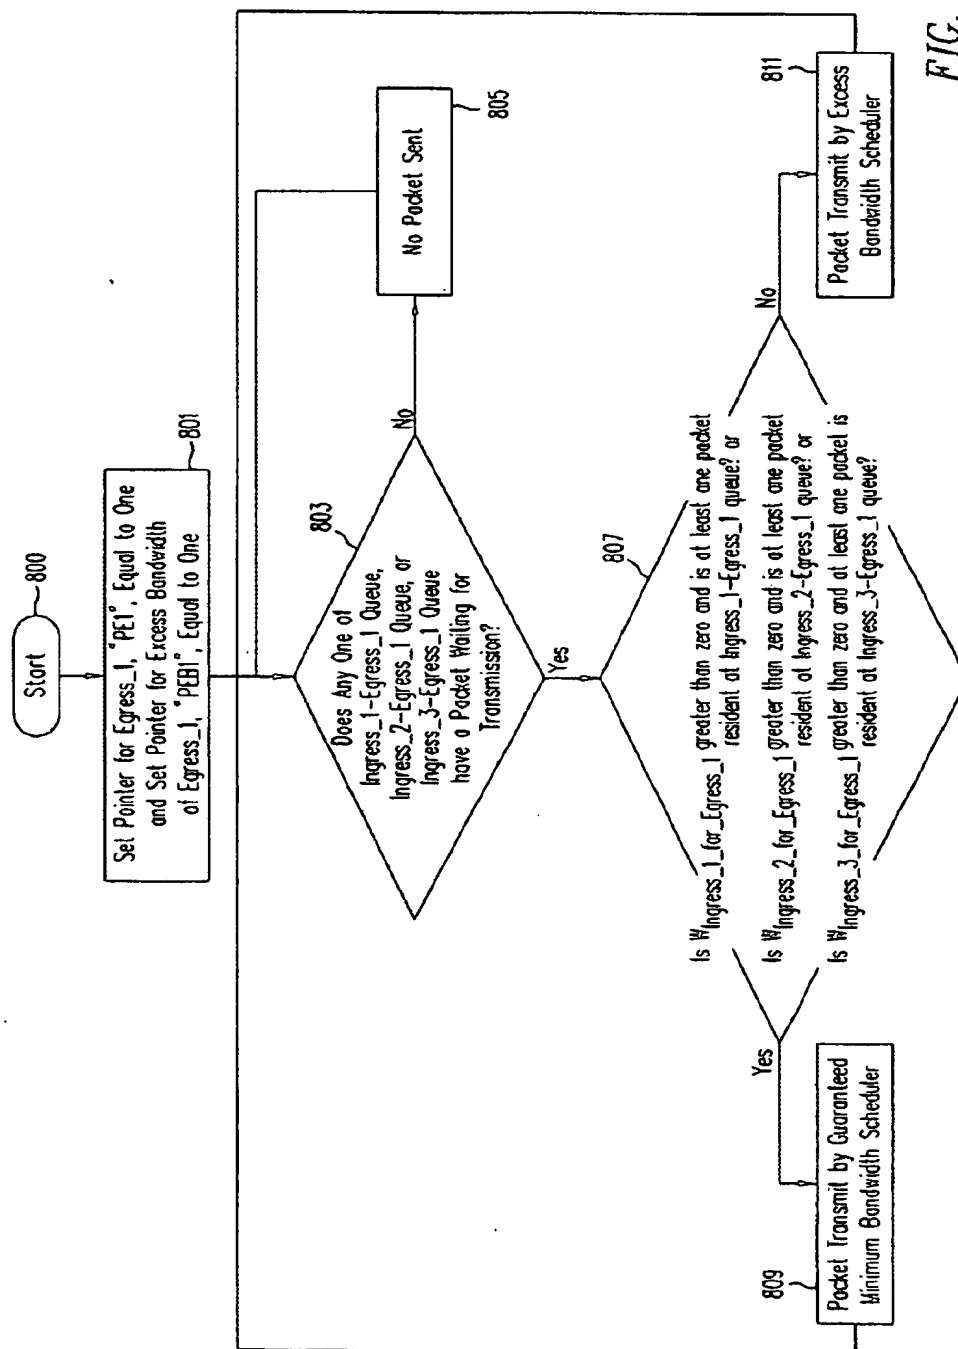 Start
800
Set Pointer for Egress_1, "PE1", Equal to One
and Set Pointer for Excess Bandwidth
of Egress_1, "PEB1", Equal to One
801
Does Any One of
Ingress_1-Egress_1 Queue,
Ingress_2-Egress_1 Queue, or
Ingress_3-Egress_1 Queue
have a Packet Waiting for
Transmission?
803
No
No Packet Sent
805
Yes
807
Is WIngress_1_for_Egress_1 greater than zero and is at least one packet
resident at Ingress_1-Egress_1 queue? or
Is WIngress_2_for_Egress_1 greater than zero and is at least one packet
resident at Ingress_2-Egress_1 queue? or
Is WIngress_3_for_Egress_1 greater than zero and at least one packet is
resident at Ingress_3-Egress_1 queue?
Yes
No
809
Packet Transmit by Guaranteed
Minimum Bandwidth Scheduler
811
Packet Transmit by Excess
Bandwidth Scheduler
FIG.